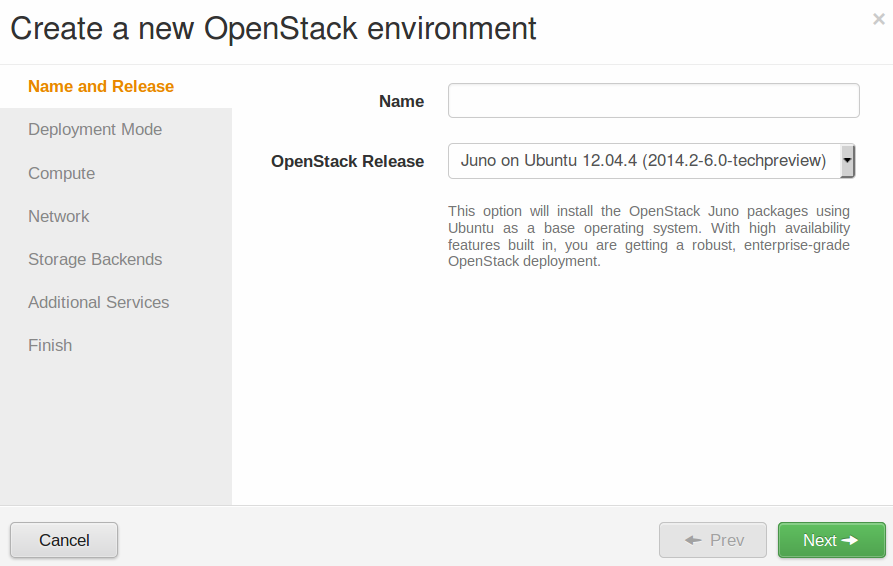 Create a new OpenStack environment
×
Name and Release
Deployment Mode
Compute
Network
Storage Backends
Additional Services
Finish
Name
OpenStack Release
Juno on Ubuntu 12.04.4 (2014.2-6.0-techpreview)
This option will install the OpenStack Juno packages using
Ubuntu as a base operating system. With high availability
features built in, you are getting a robust, enterprise-grade
OpenStack deployment.
Cancel
Prev
Next